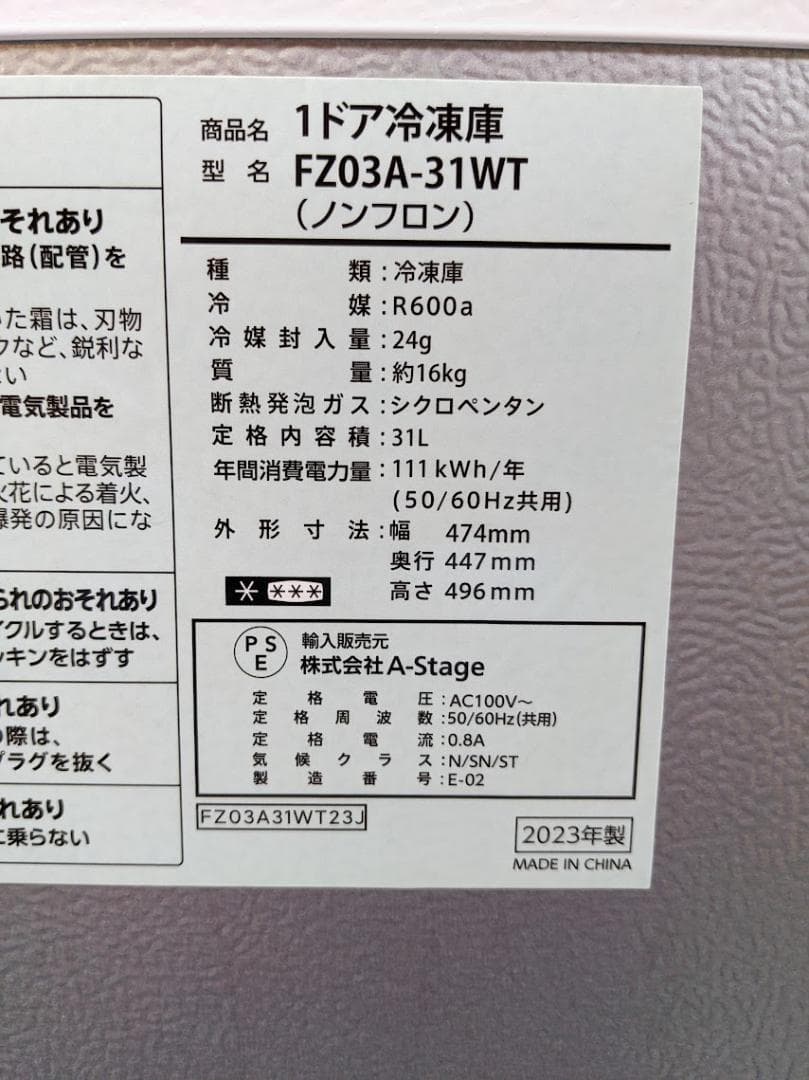 それあり
路(配管)を
た霜は、刃物
など、鋭利な
い
電気製品を
ていると電気製
火花による着火、
爆発の原因にな
られのおそれあり
イクルするときは、
ッキンをはずす
れあり
の際は、
プラグを抜く
れあり
に乗らない
商品名 1ドア冷凍庫
型名 FZ03A-31WT
(ノンフロン)
種類:冷凍庫
冷媒:R600a
冷媒封入量:24g
質量:約16kg
断熱発泡ガス:シクロペンタン
定格内容積:31L
年間消費電力量:111kWh/年
(50/60Hz共用)
外形寸法:幅 474mm
奥行 447mm
高さ 496mm
PSE
輸入販売元
株式会社A-Stage
定格電圧:AC100V～
定格周波数:50/60Hz(共用)
定格電流:0.8A
気候クラス:N/SN/ST
製造番号:E-02
FZ03A31WT23J
2023年製
MADE IN CHINA